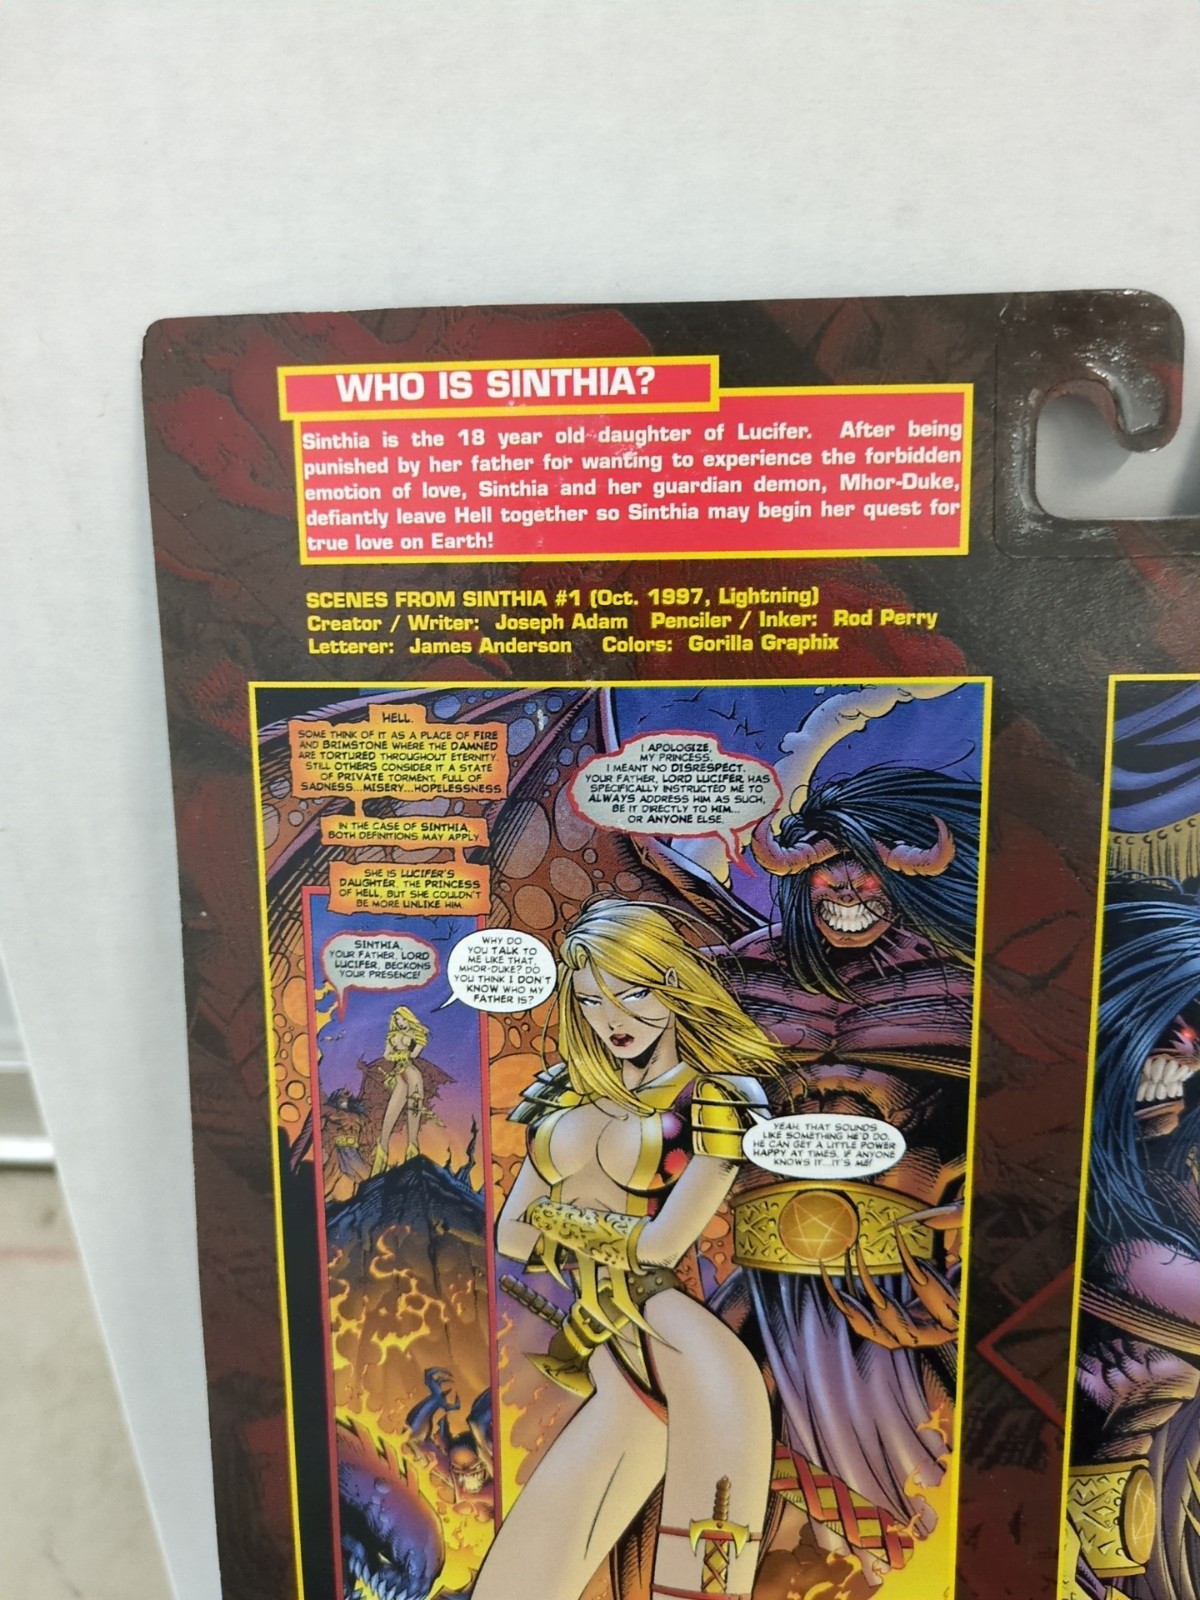 WHO IS SINTHIA?
Sinthia is the 18 year old daughter of Lucifer. After being
punished by her father for wanting to experience the forbidden
emotion of love, Sinthia and her guardian demon, Mhor-Duke,
defiantly leave Hell together so Sinthia may begin her quest for
true love on Earth!
SCENES FROM SINTHIA #1 (Oct. 1997, Lightning)
Creator / Writer: Joseph Adam Penciler / Inker: Rod Perry
Letterer: James Anderson Colors: Gorilla Graphix
HELL.
SOME THINK OF IT AS A PLACE OF FIRE
AND BRIMSTONE WHERE THE DAMNED
ARE TORTURED THROUGHOUT ETERNITY.
STILL OTHERS CONSIDER IT A STATE
OF PRIVATE TORMENT, FULL OF
SADNESS...MISERY...HOPELESSNESS.
IN THE CASE OF SINTHIA,
BOTH DEFINITIONS MAY APPLY.
SHE IS LUCIFER'S
DAUGHTER, THE PRINCESS
OF HELL, BUT SHE COULDN'T
BE MORE UNLIKE HIM.
SINTHIA,
YOUR FATHER, LORD
LUCIFER, BECKONS
YOUR PRESENCE!
WHY DO
YOU TALK TO
ME LIKE THAT,
MHOR-DUKE? DO
YOU THINK I DON'T
KNOW WHO MY
FATHER IS?
I APOLOGIZE,
MY PRINCESS.
I MEANT NO DISRESPECT.
YOUR FATHER, LORD LUCIFER, HAS
SPECIFICALLY INSTRUCTED ME TO
ALWAYS ADDRESS HIM AS SUCH,
BE IT DIRECTLY TO HIM...
OR ANYONE ELSE.
YEAH, THAT SOUNDS
LIKE SOMETHING HE'D DO.
HE CAN GET A LITTLE POWER
HAPPY AT TIMES. IF ANYONE
KNOWS IT...IT'S ME!